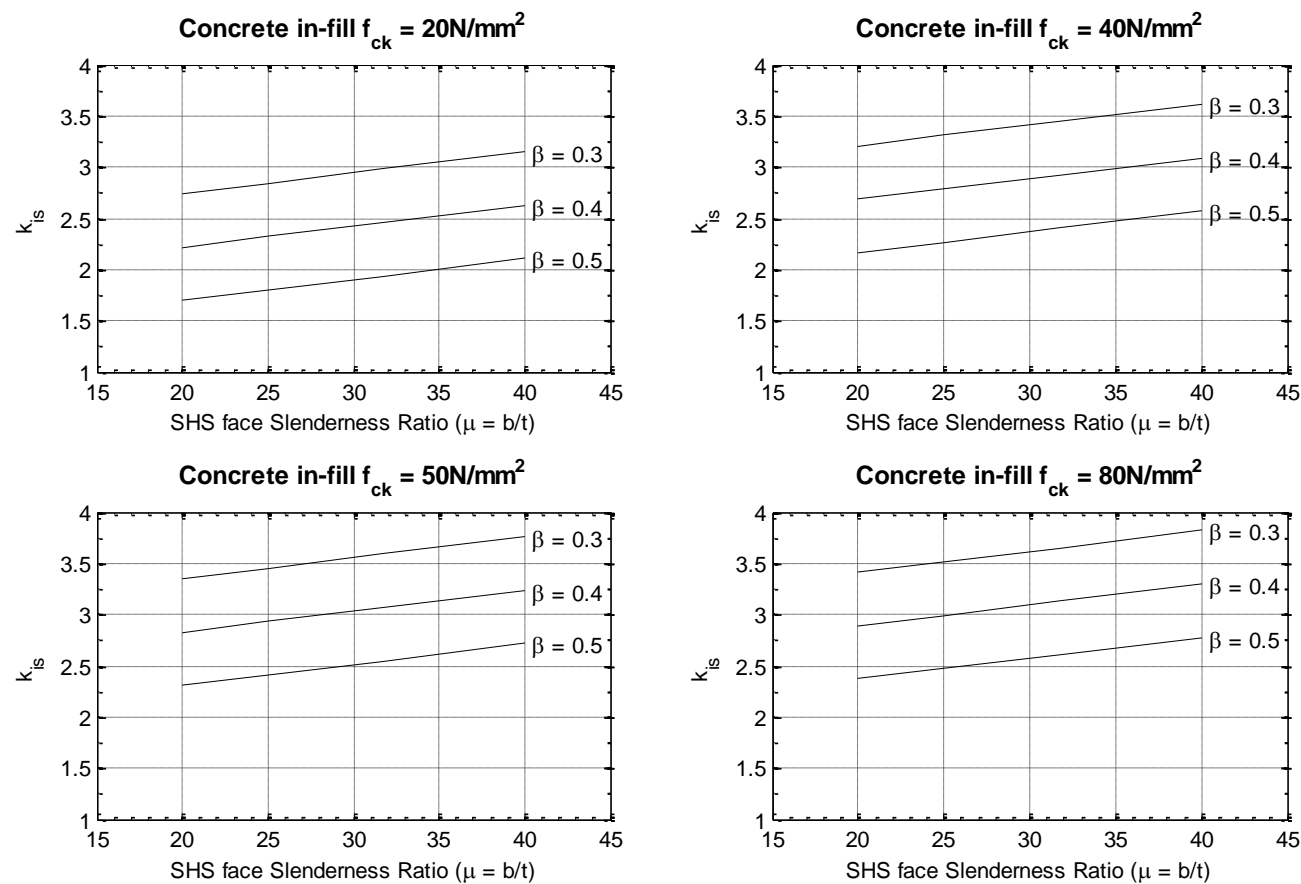 Concrete in-fill f_ck = 20N/mm²
4
3.5
3
2.5
2
1.5
1
k_is
β = 0.3
β = 0.4
β = 0.5
15 20 25 30 35 40 45
SHS face Slenderness Ratio (μ = b/t)
Concrete in-fill f_ck = 40N/mm²
4
3.5
3
2.5
2
1.5
1
k_is
β = 0.3
β = 0.4
β = 0.5
15 20 25 30 35 40 45
SHS face Slenderness Ratio (μ = b/t)
Concrete in-fill f_ck = 50N/mm²
4
3.5
3
2.5
2
1.5
1
k_is
β = 0.3
β = 0.4
β = 0.5
15 20 25 30 35 40 45
SHS face Slenderness Ratio (μ = b/t)
Concrete in-fill f_ck = 80N/mm²
4
3.5
3
2.5
2
1.5
1
k_is
β = 0.3
β = 0.4
β = 0.5
15 20 25 30 35 40 45
SHS face Slenderness Ratio (μ = b/t)